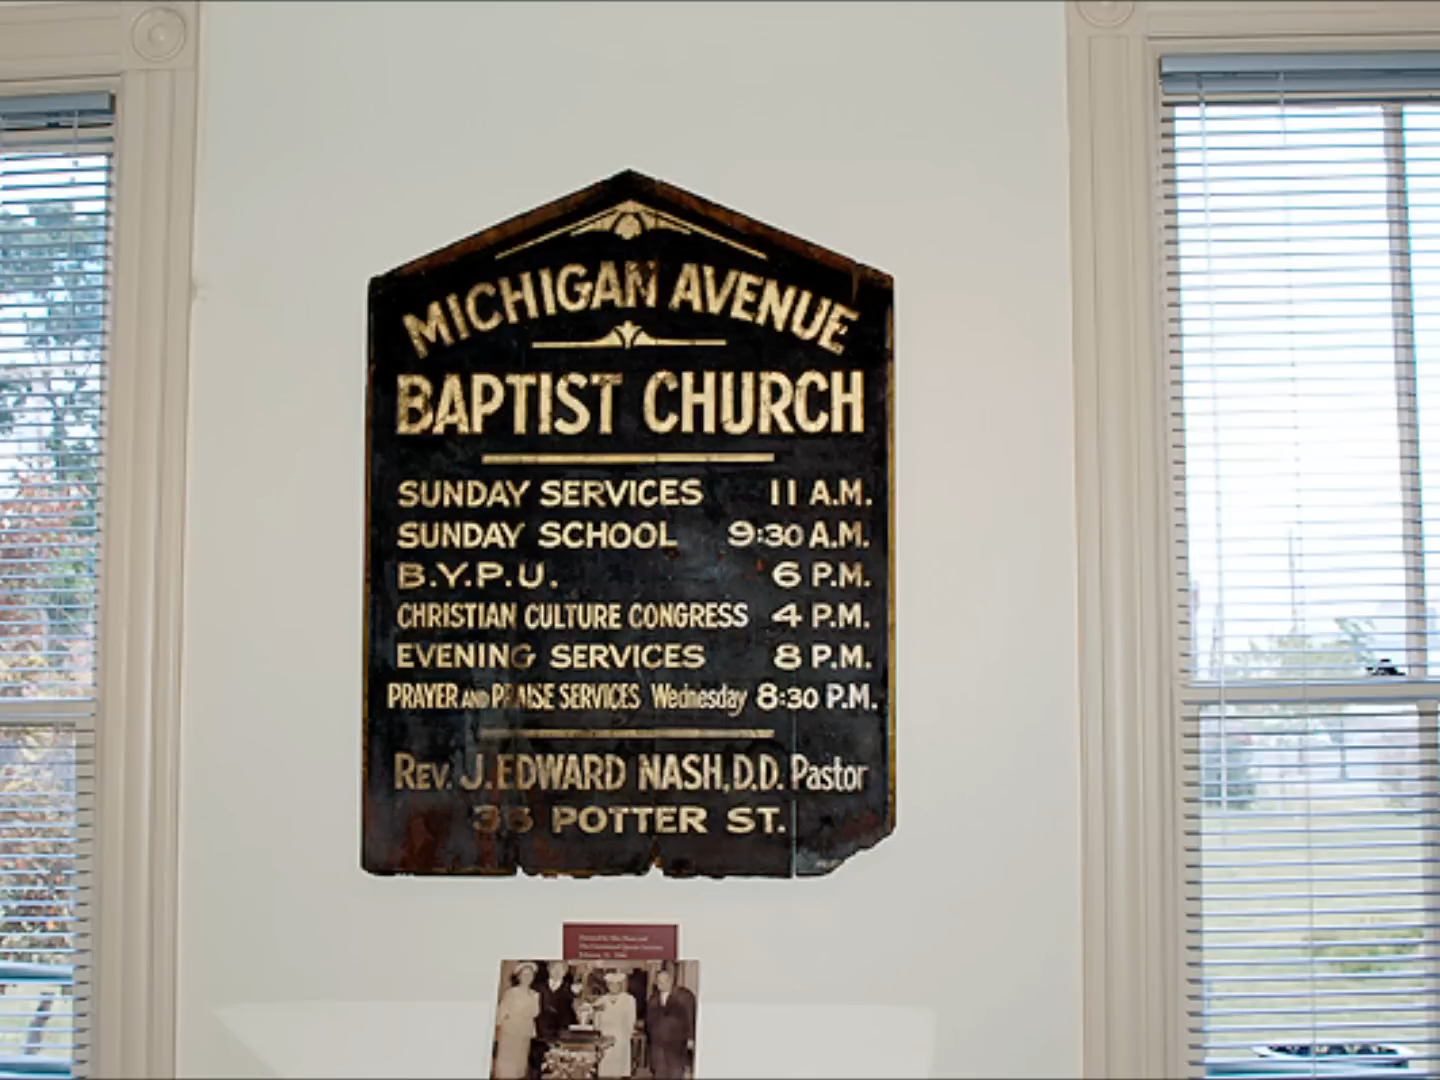 MICHIGAN AVENUE
BAPTIST CHURCH
SUNDAY SERVICES 11 A.M.
SUNDAY SCHOOL 9:30 A.M.
B.Y.P.U. 6 P.M.
CHRISTIAN CULTURE CONGRESS 4 P.M.
EVENING SERVICES 8 P.M.
PRAYER AND PRAISE SERVICES Wednesday 8:30 P.M.
REV. J. EDWARD NASH, D.D. Pastor
36 POTTER ST.